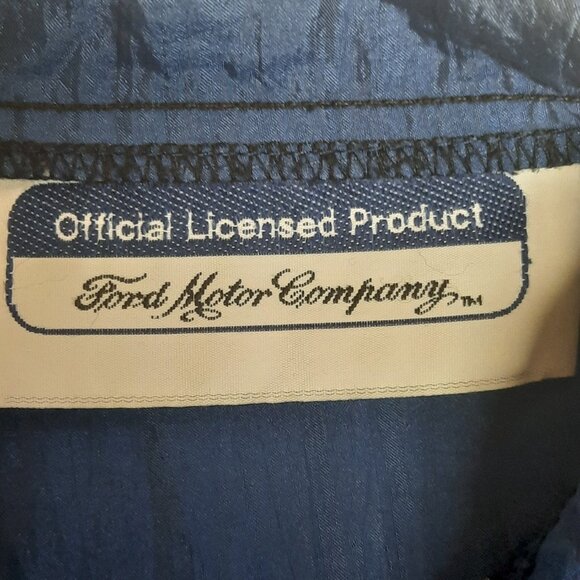 Official Licensed Product
Ford Motor Company™